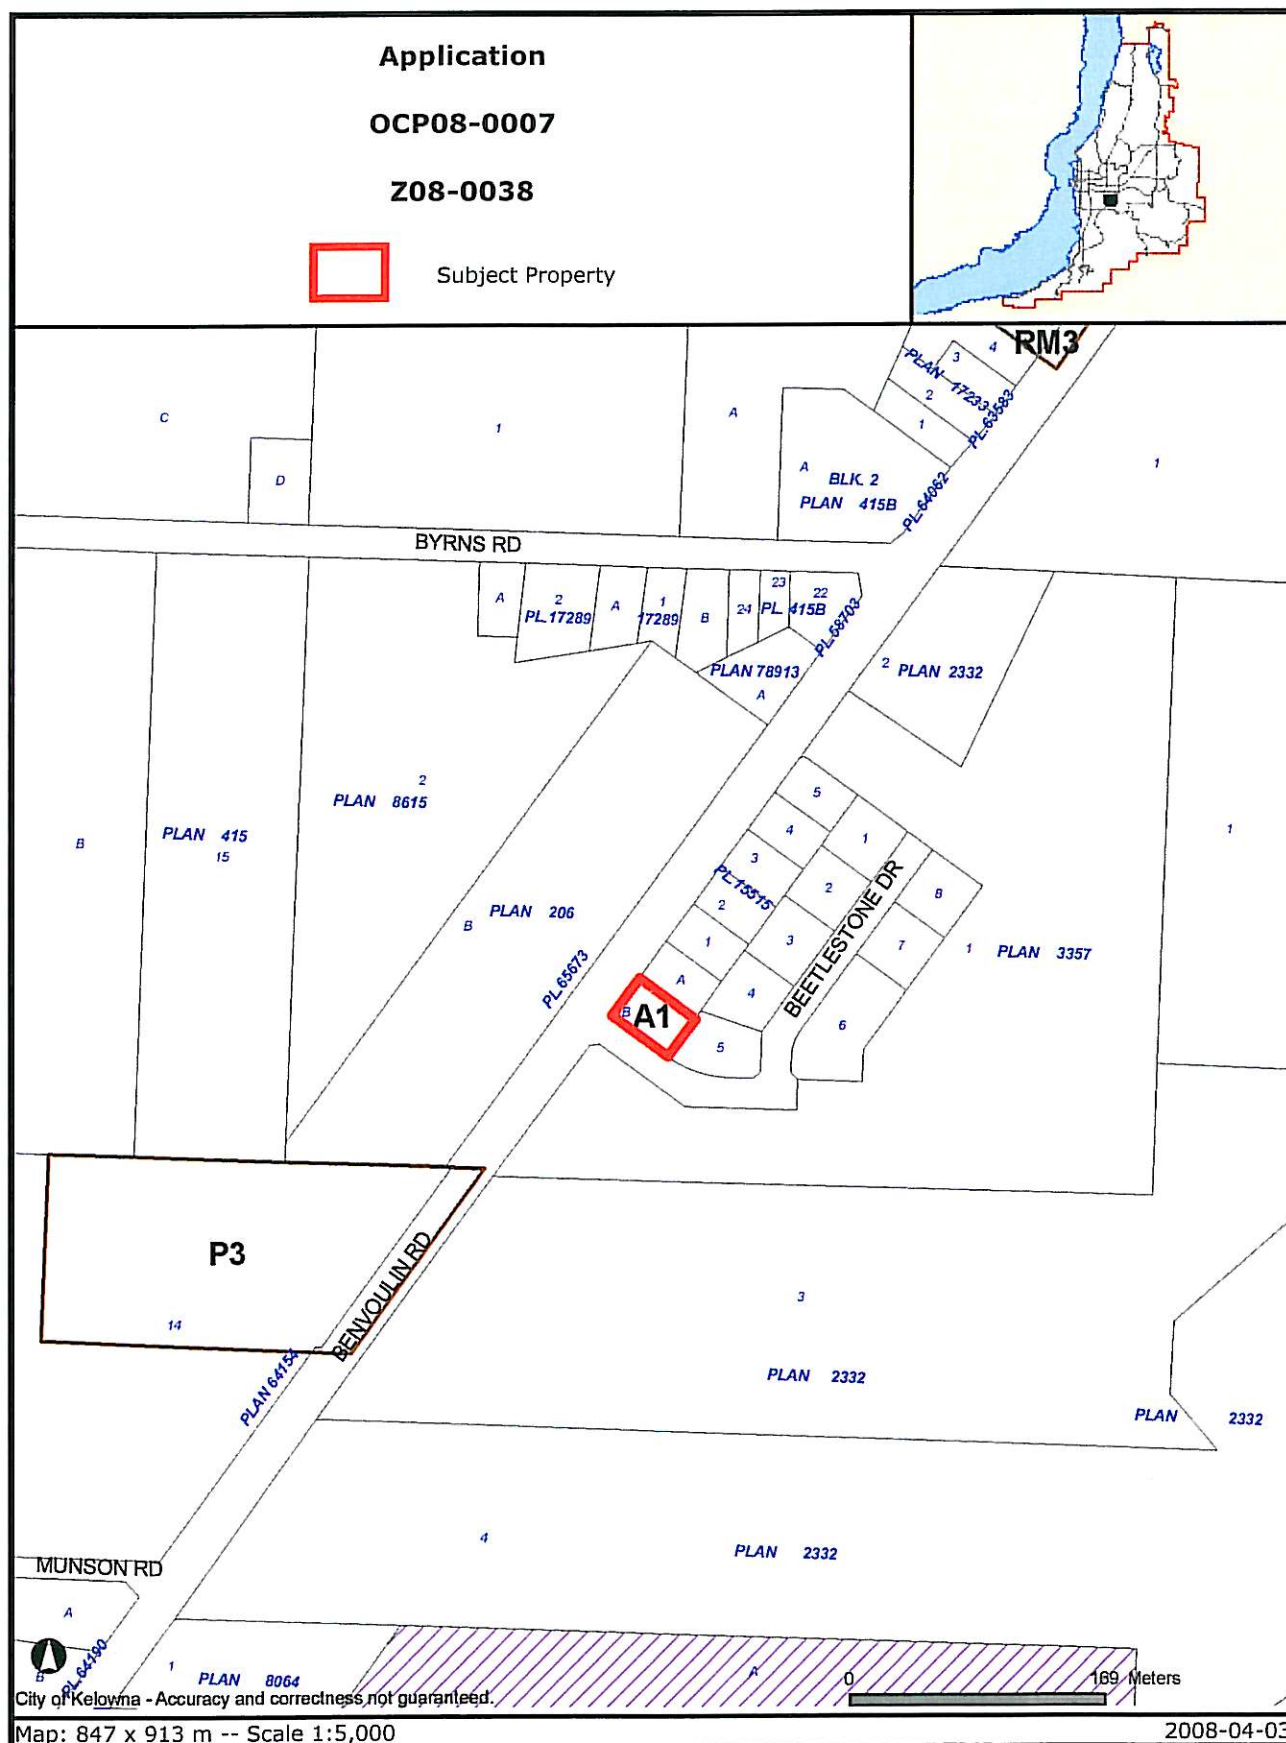 Application
OCP08-0007
Z08-0038
Subject Property
RM3
4
3
PLAN 17233
2
1
PL.63583
C
1
A
A
BLK. 2
PLAN 415B
PL.64062
1
D
BYRNS RD
A
2
PL.17289
A
1
17289
B
24
23
PL. 415B
22
PL.58703
PLAN 78913
A
2 PLAN 2332
2
PLAN 8615
B
PLAN 415
15
5
4
3
PL.15515
2
1
A
1
2
3
4
5
BEETLESTONE DR
8
7
6
1 PLAN 3357
1
B PLAN 206
PL.65673
B
A1
P3
14
BENVOULIN RD
PLAN 64154
3
PLAN 2332
PLAN 2332
4
PLAN 2332
MUNSON RD
A
B
PL.64190
1
PLAN 8064
A
0 169 Meters
City of Kelowna - Accuracy and correctness not guaranteed.
Map: 847 x 913 m -- Scale 1:5,000
2008-04-03